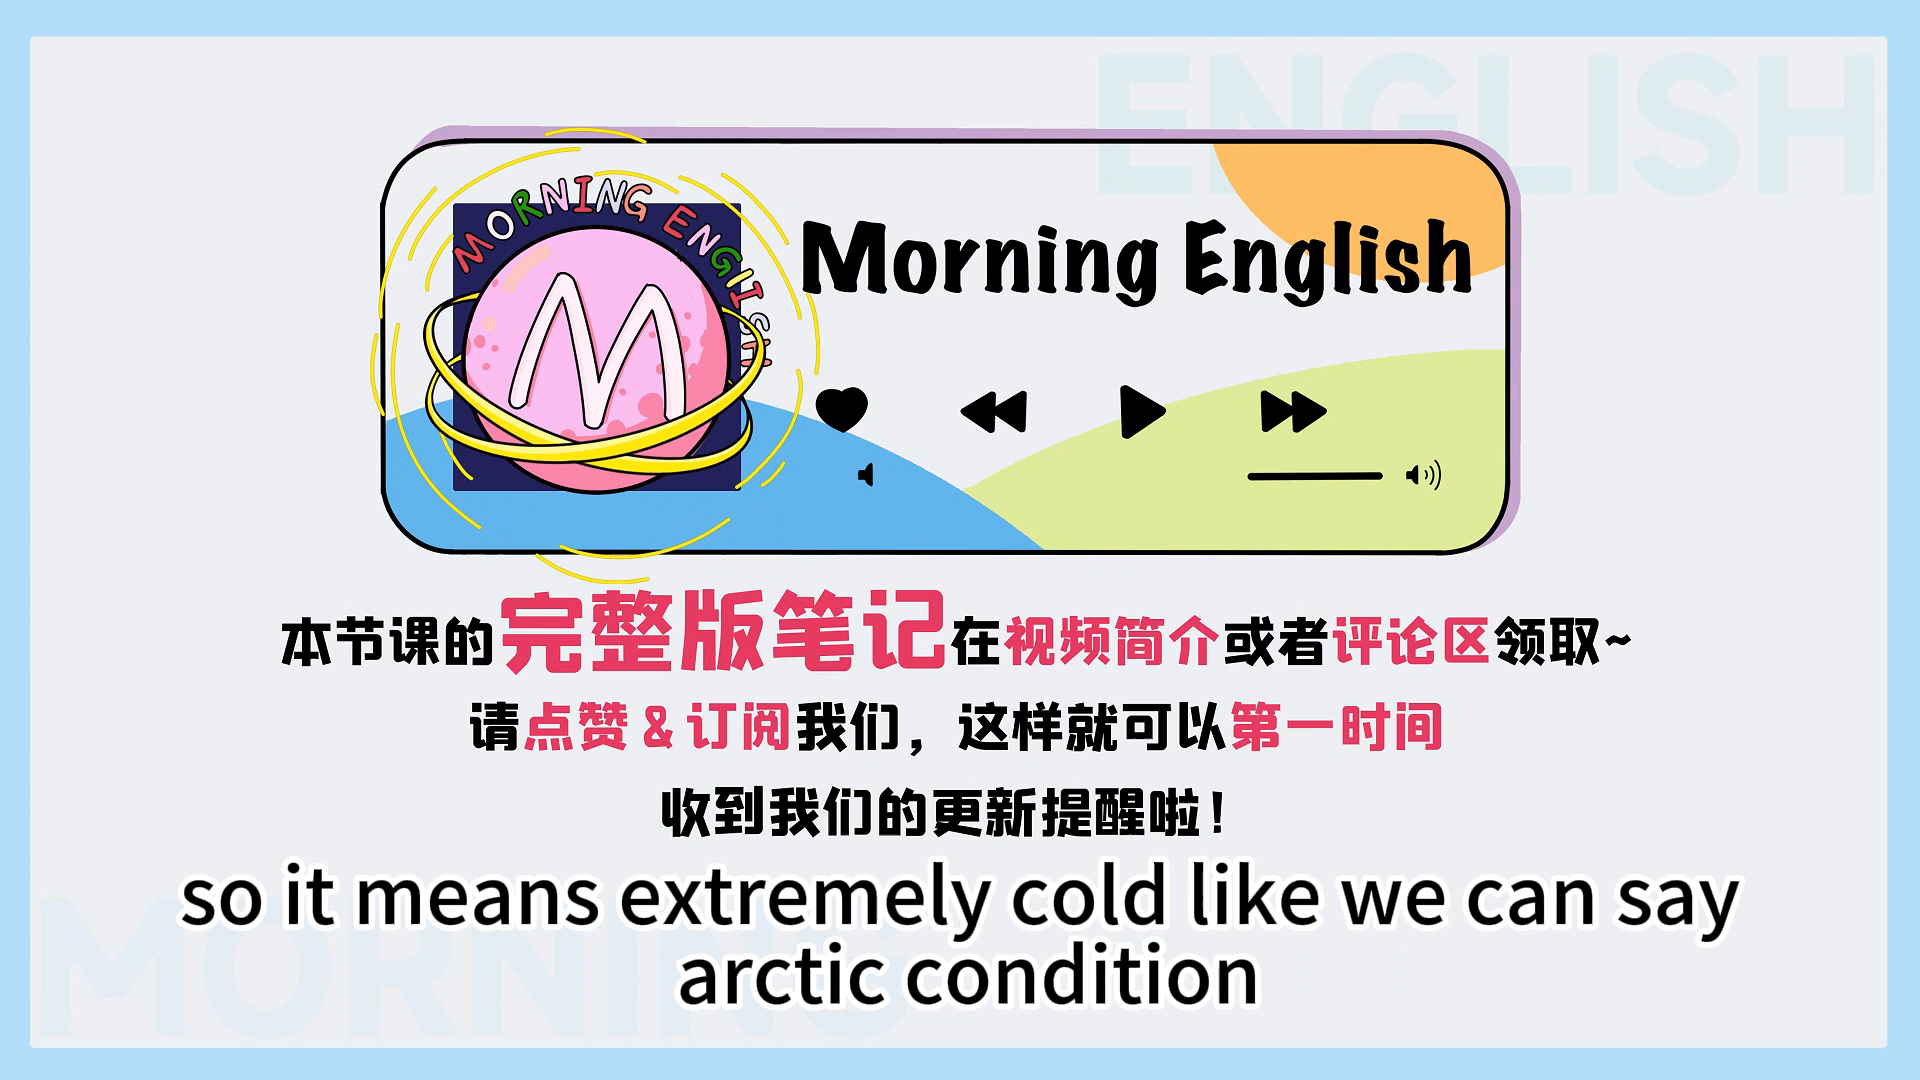 ENGLISH
MORNING ENGLISH
M
Morning English
本节课的完整版笔记在视频简介或者评论区领取~
请点赞&订阅我们，这样就可以第一时间
收到我们的更新提醒啦！
so it means extremely cold like we can say
arctic condition
MORNING